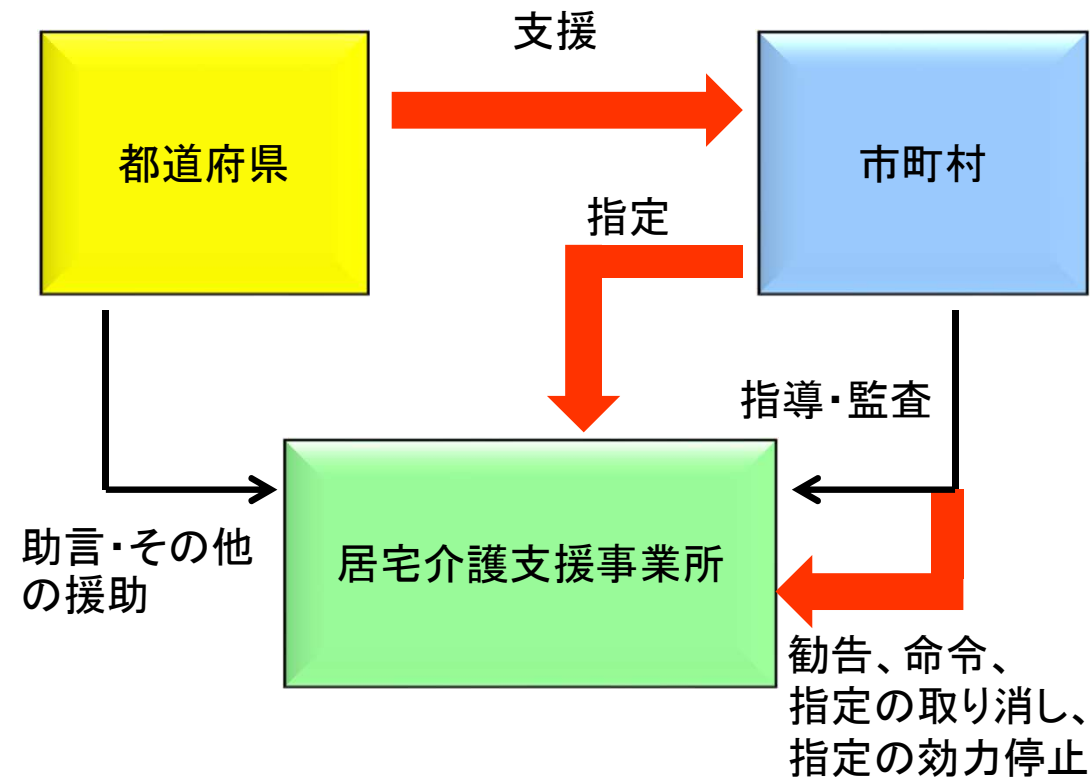 支援
都道府県
市町村
指定
指導・監査
助言・その他
の援助
居宅介護支援事業所
勧告、命令、
指定の取り消し、
指定の効力停止